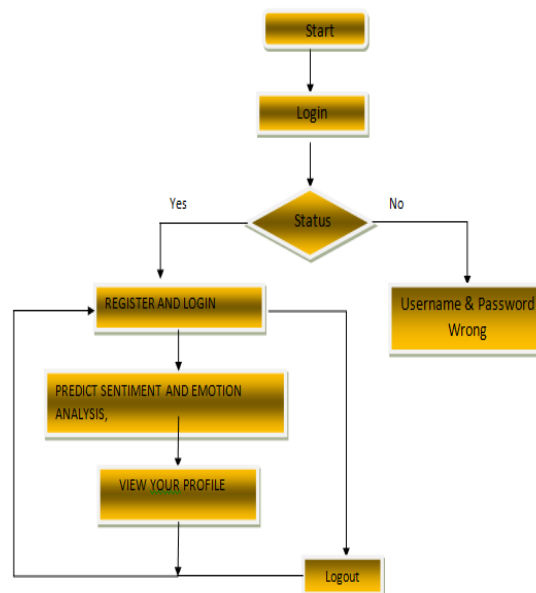 Start
Login
Yes
No
Status
REGISTER AND LOGIN
Username & Password
Wrong
PREDICT SENTIMENT AND EMOTION
ANALYSIS,
VIEW YOUR PROFILE
Logout